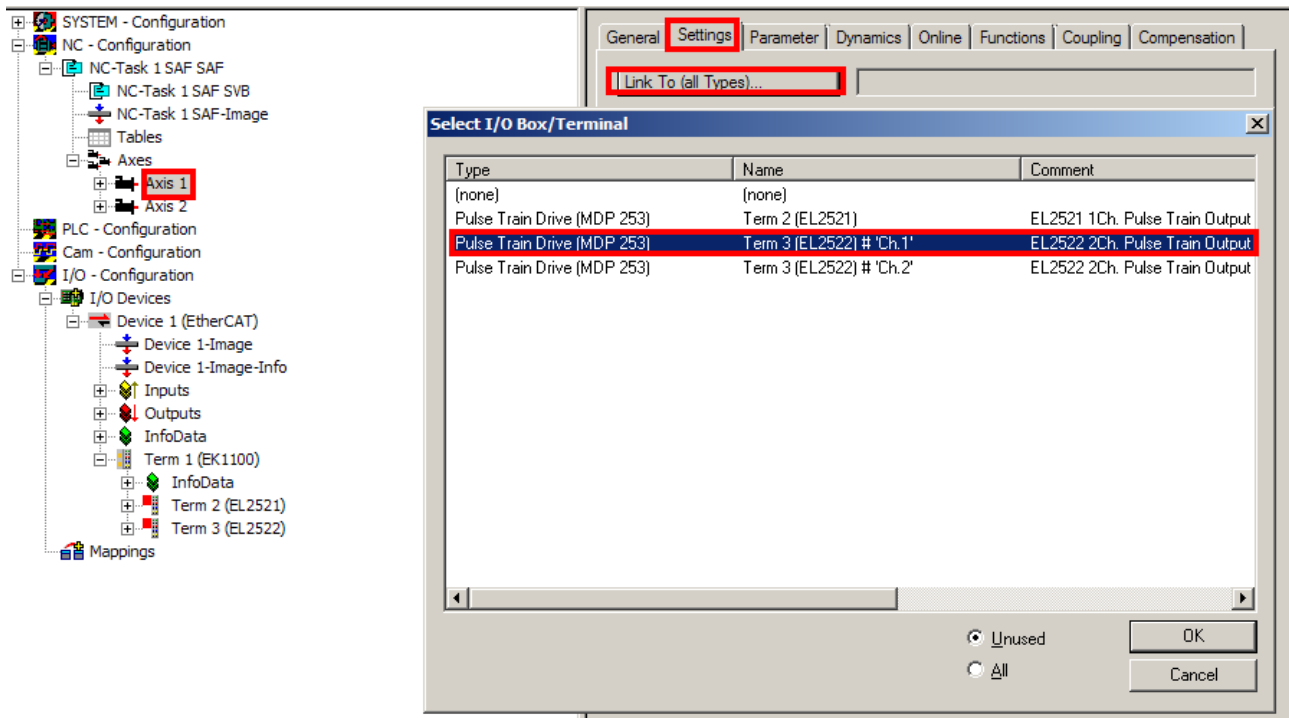 SYSTEM - Configuration
NC - Configuration
NC-Task 1 SAF SAF
NC-Task 1 SAF SVB
NC-Task 1 SAF-Image
Tables
Axes
Axis 1
Axis 2
PLC - Configuration
Cam - Configuration
I/O - Configuration
I/O Devices
Device 1 (EtherCAT)
Device 1-Image
Device 1-Image-Info
Inputs
Outputs
InfoData
Term 1 (EK1100)
InfoData
Term 2 (EL2521)
Term 3 (EL2522)
Mappings
General Settings Parameter Dynamics Online Functions Coupling Compensation
Link To (all Types)...
Select I/O Box/Terminal
Type Name Comment
(none) (none)
Pulse Train Drive (MDP 253) Term 2 (EL2521) EL2521 1Ch. Pulse Train Output
Pulse Train Drive (MDP 253) Term 3 (EL2522) # 'Ch.1' EL2522 2Ch. Pulse Train Output
Pulse Train Drive (MDP 253) Term 3 (EL2522) # 'Ch.2' EL2522 2Ch. Pulse Train Output
Unused
OK
All
Cancel